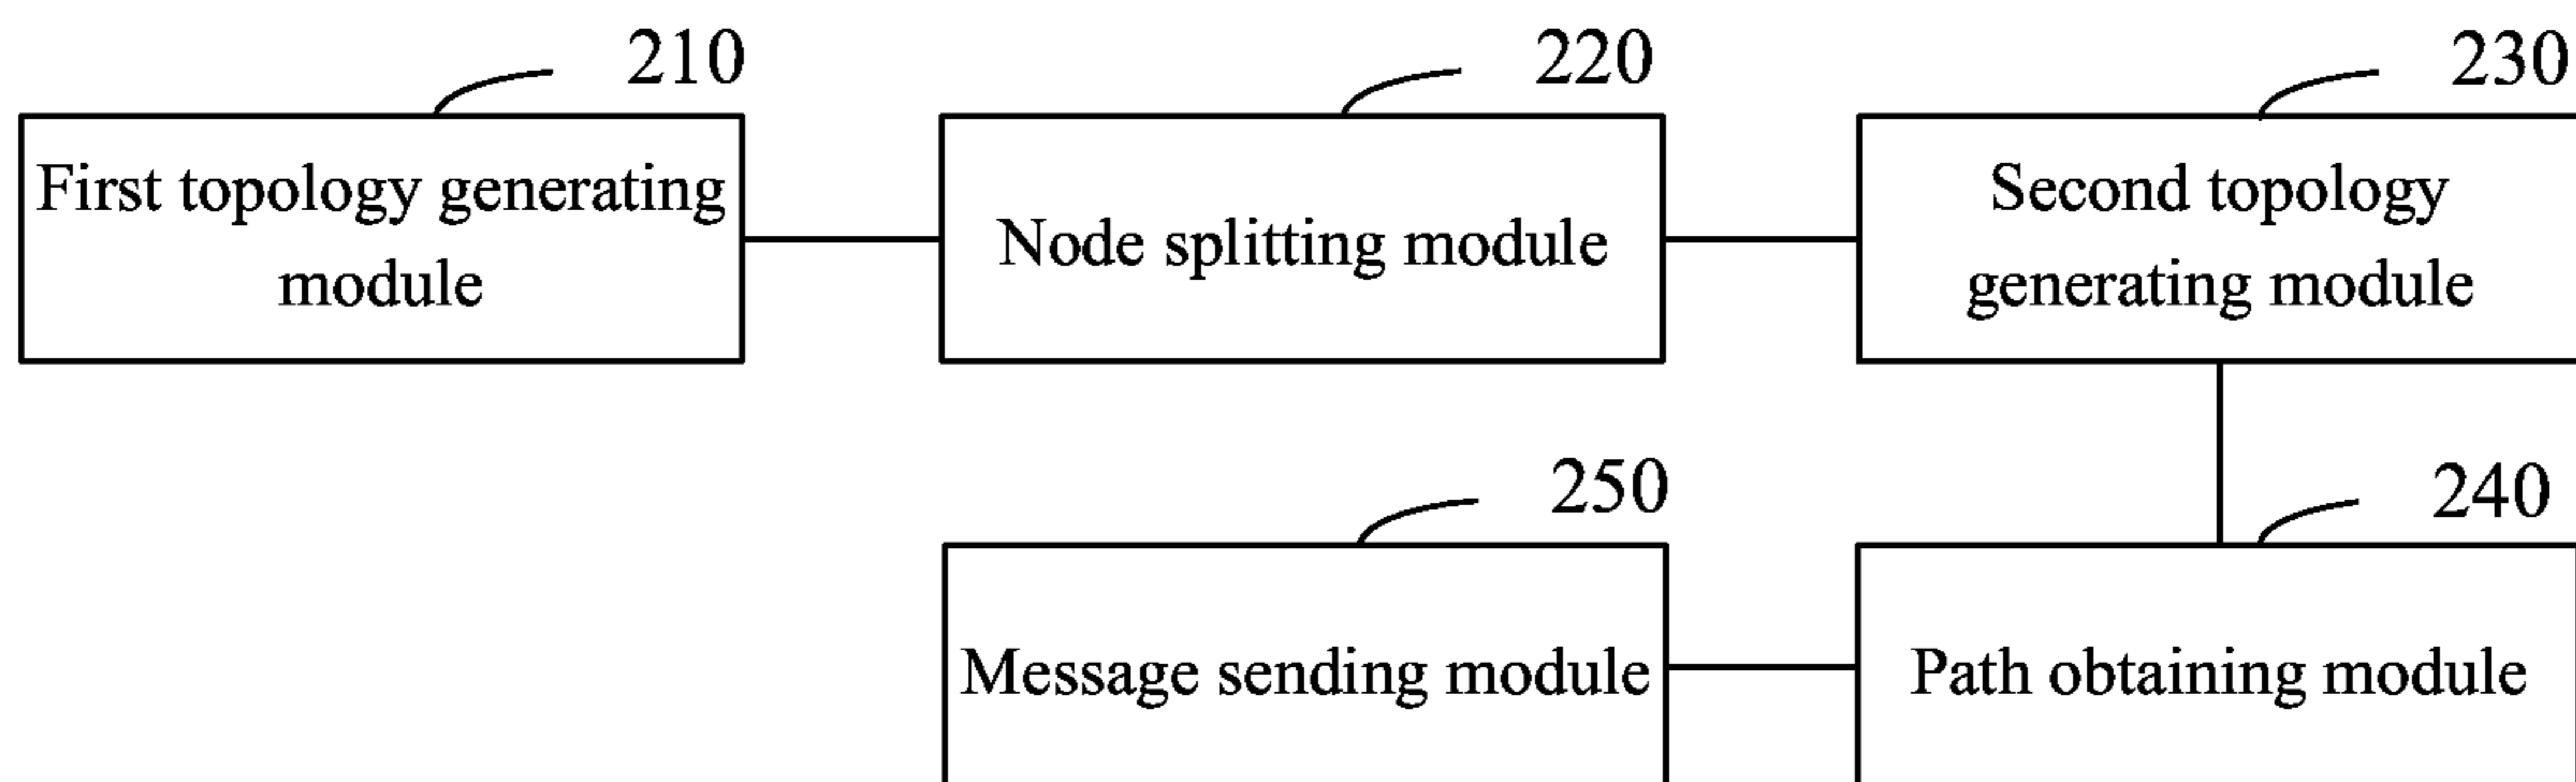 210
220
230
First topology generating
module
Node splitting module
Second topology
generating module
250
240
Message sending module
Path obtaining module